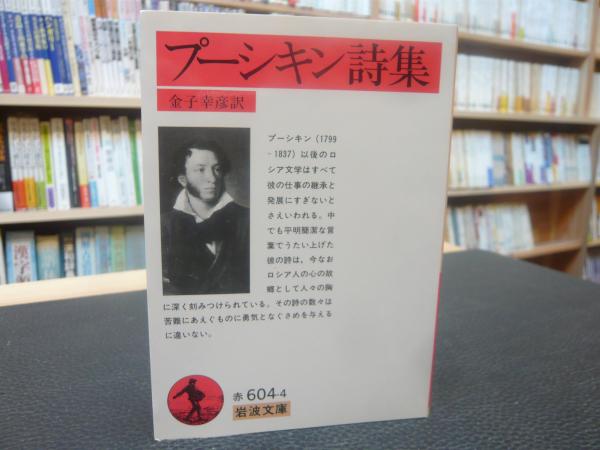 プーシキン詩集
金子幸彦訳
プーシキン(1799
-1837)以後のロ
シア文学はすべて
彼の仕事の継承と
発展にすぎないと
さえいわれる。中
でも平明簡潔な言
葉でうたい上げた
彼の詩は、今なお
ロシア人の心の故
郷として人々の胸
に深く刻みつけられている。その詩の数々は
苦難にあえぐものに勇気となぐさめを与える
に違いない。
赤 604-4
岩波文庫